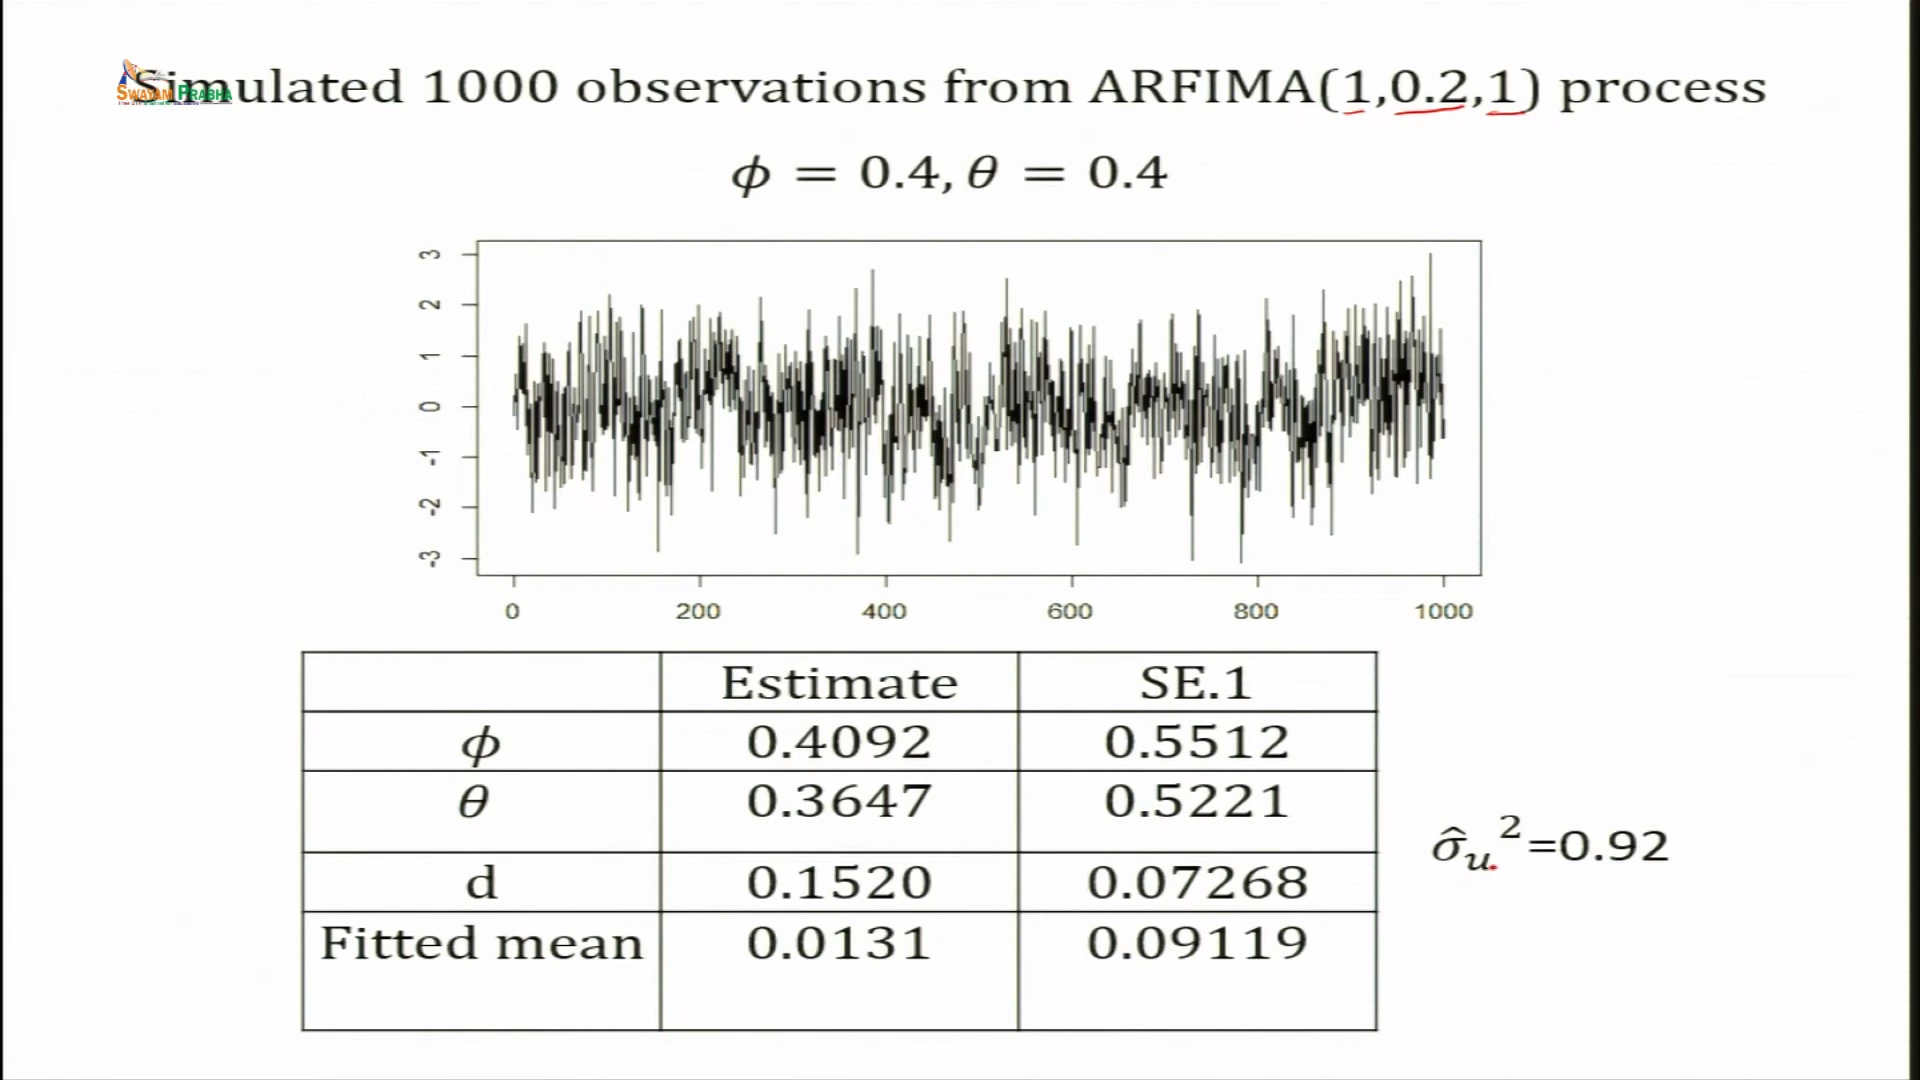 Simulated 1000 observations from ARFIMA(1,0.2,1) process
SWAYAM PRABHA
ϕ = 0.4, θ = 0.4
3
2
1
0
-1
-2
-3
0 200 400 600 800 1000
Estimate SE.1
ϕ 0.4092 0.5512
θ 0.3647 0.5221
d 0.1520 0.07268
Fitted mean 0.0131 0.09119
σ̂ᵤ²=0.92